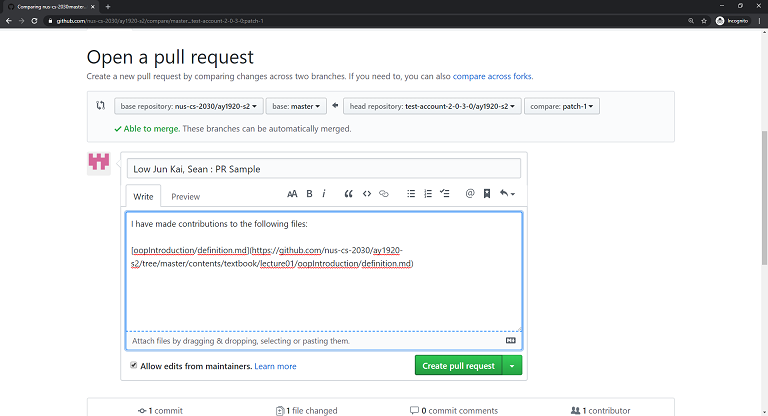 Comparing nus-cs-2030:master...
github.com/nus-cs-2030/ay1920-s2/compare/master...test-account-2-0-3-0:patch-1
Incognito
Open a pull request
Create a new pull request by comparing changes across two branches. If you need to, you can also compare across forks.
base repository: nus-cs-2030/ay1920-s2 base: master head repository: test-account-2-0-3-0/ay1920-s2 compare: patch-1
Able to merge. These branches can be automatically merged.
Low Jun Kai, Sean : PR Sample
Write Preview
I have made contributions to the following files:
[oopIntroduction/definition.md](https://github.com/nus-cs-2030/ay1920-
s2/tree/master/contents/textbook/lecture01/oopIntroduction/definition.md)
Attach files by dragging & dropping, selecting or pasting them.
Allow edits from maintainers. Learn more
Create pull request
1 commit 1 file changed 0 commit comments 1 contributor